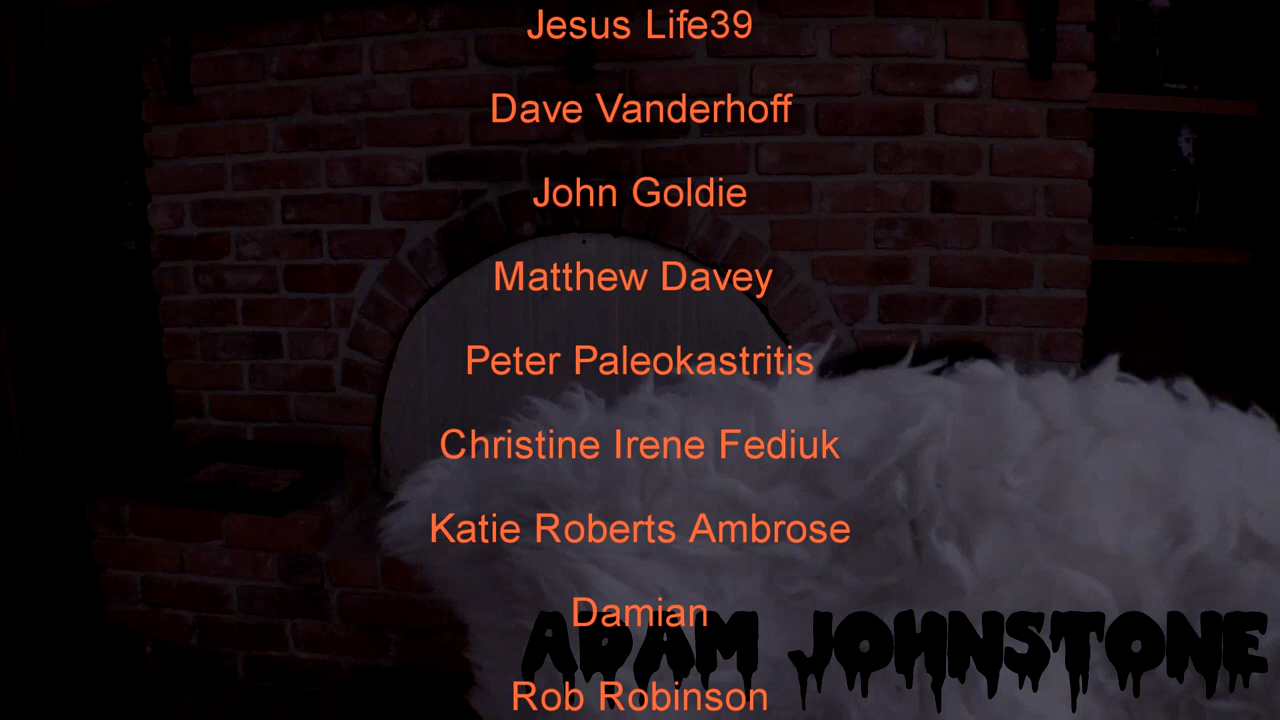 Jesus Life39
Dave Vanderhoff
John Goldie
Matthew Davey
Peter Paleokastritis
Christine Irene Fediuk
Katie Roberts Ambrose
Damian
ADAM JOHNSTONE
Rob Robinson